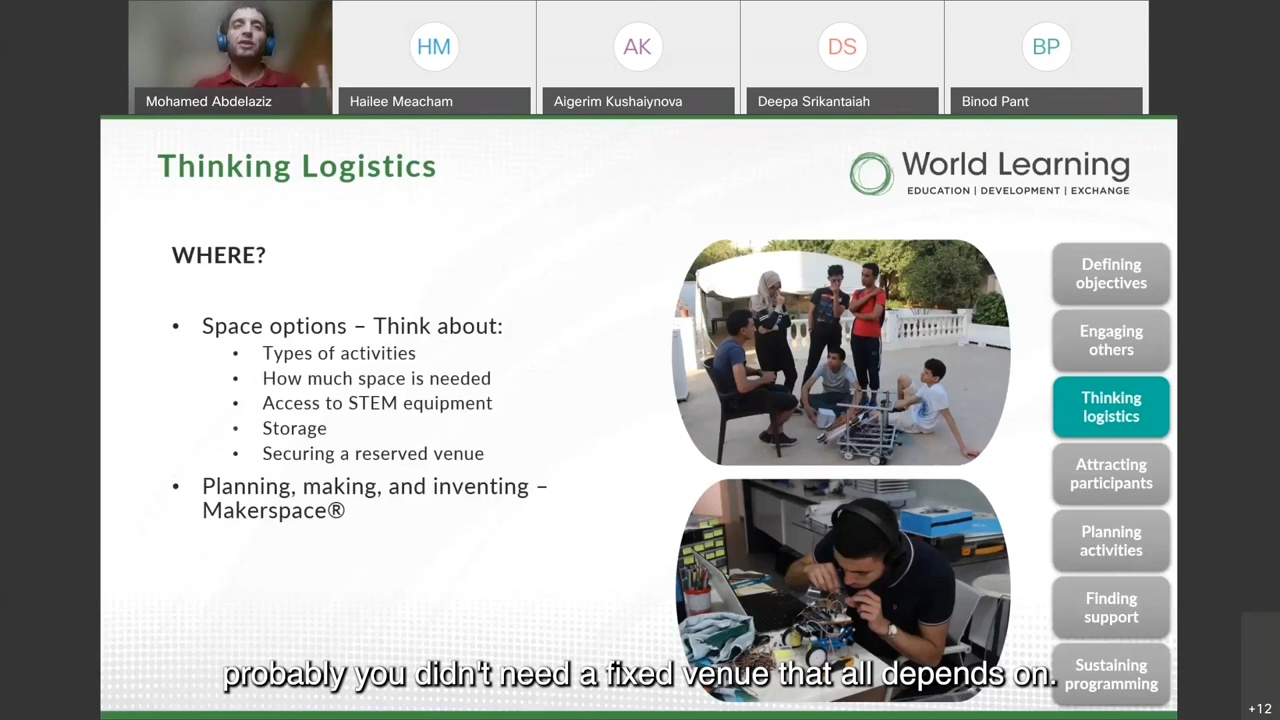 HM
AK
DS
BP
Mohamed Abdelaziz
Hailee Meacham
Aigerim Kushaiynova
Deepa Srikantaiah
Binod Pant
Thinking Logistics
World Learning
EDUCATION | DEVELOPMENT | EXCHANGE
WHERE?
• Space options – Think about:
• Types of activities
• How much space is needed
• Access to STEM equipment
• Storage
• Securing a reserved venue
• Planning, making, and inventing –
Makerspace®
Defining
objectives
Engaging
others
Thinking
logistics
Attracting
participants
Planning
activities
Finding
support
Sustaining
programming
probably you didn't need a fixed venue that all depends on.
+12